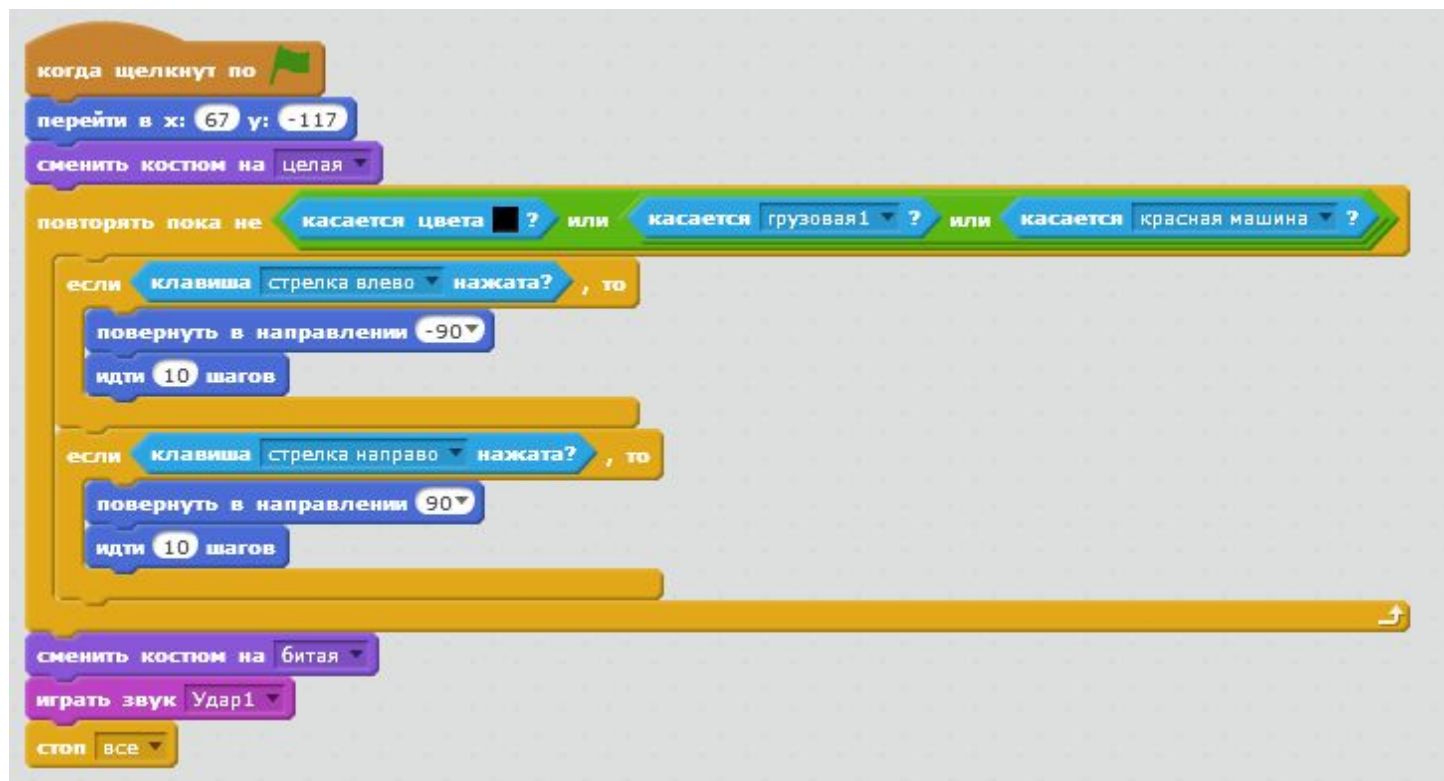 когда щелкнут по
перейти в x: 67 y: -117
сменить костюм на целая
повторять пока не касается цвета ? или касается грузовая1 ? или касается красная машина ?
если клавиша стрелка влево нажата? , то
повернуть в направлении -90
идти 10 шагов
если клавиша стрелка направо нажата? , то
повернуть в направлении 90
идти 10 шагов
сменить костюм на битая
играть звук Удар1
стоп все